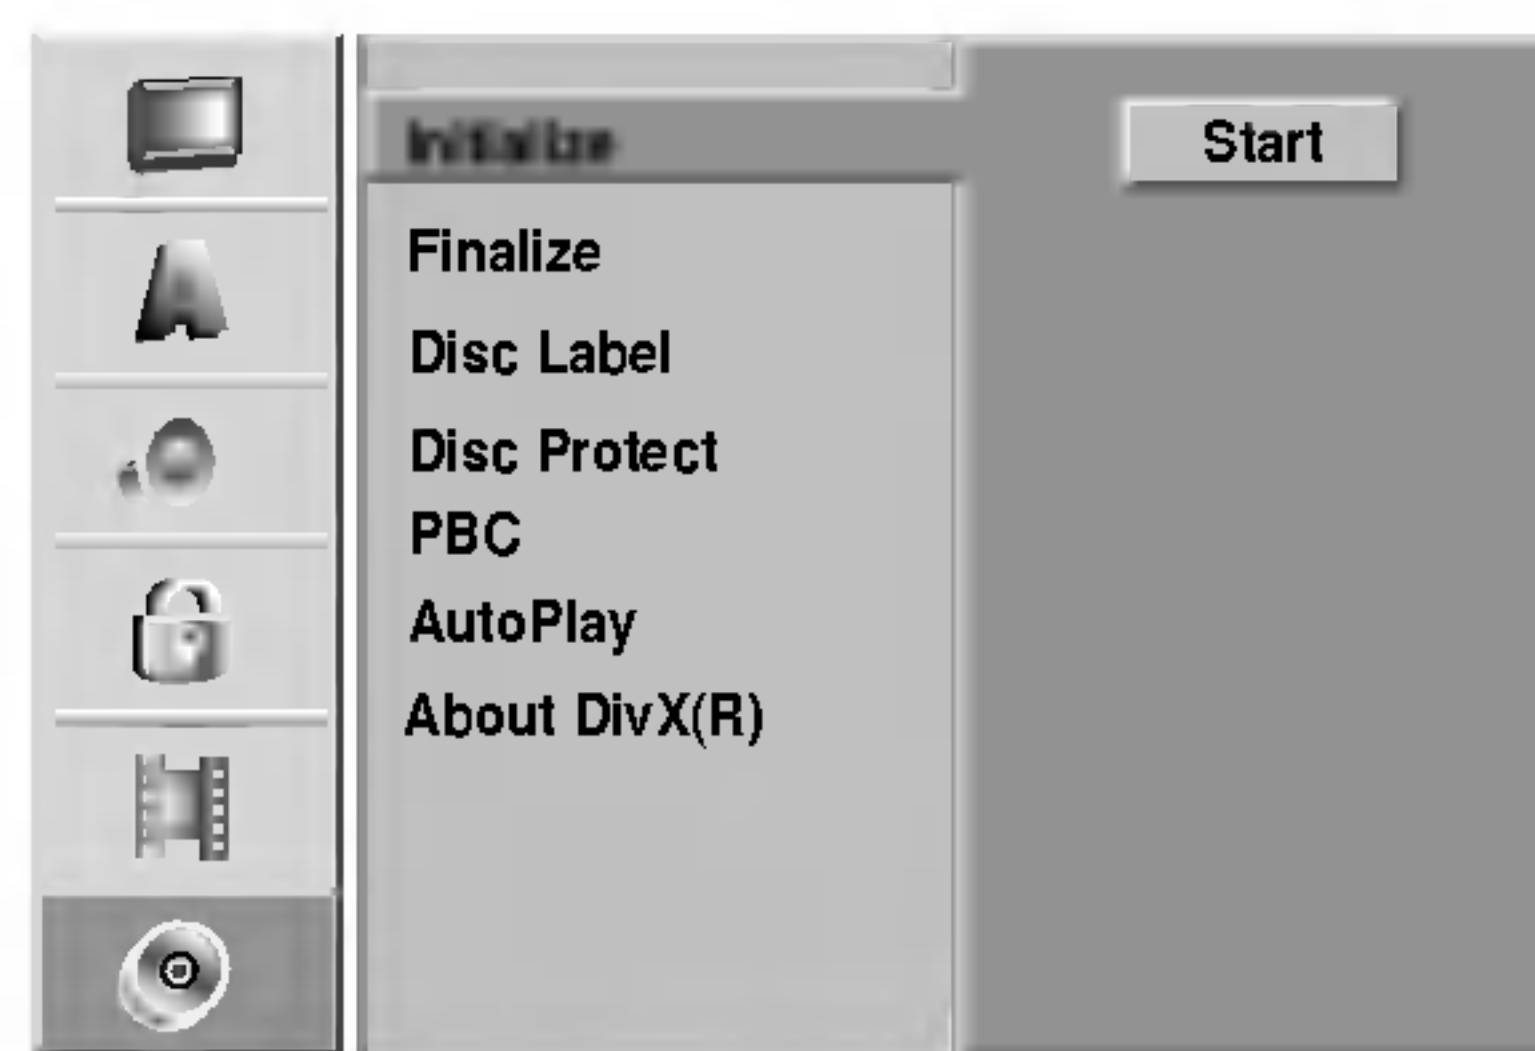 Initialize
Start
Finalize
Disc Label
Disc Protect
PBC
AutoPlay
About DivX(R)